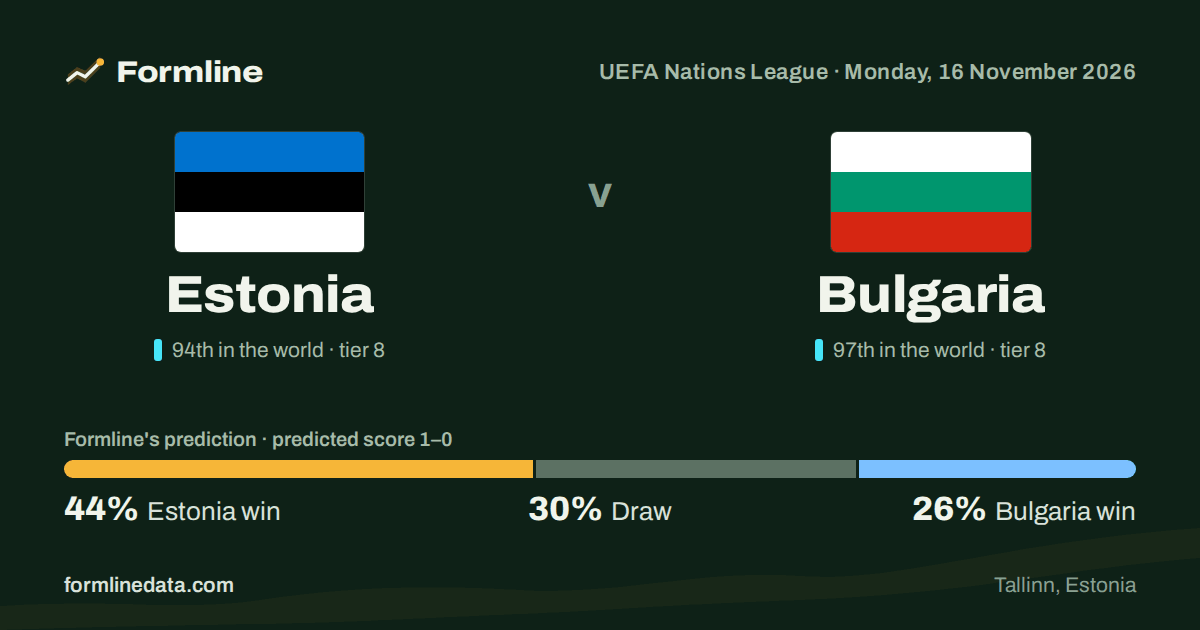 Formline
UEFA Nations League · Monday, 16 November 2026
v
Estonia
Bulgaria
94th in the world · tier 8
97th in the world · tier 8
Formline's prediction · predicted score 1–0
44% Estonia win
30% Draw
26% Bulgaria win
formlinedata.com
Tallinn, Estonia